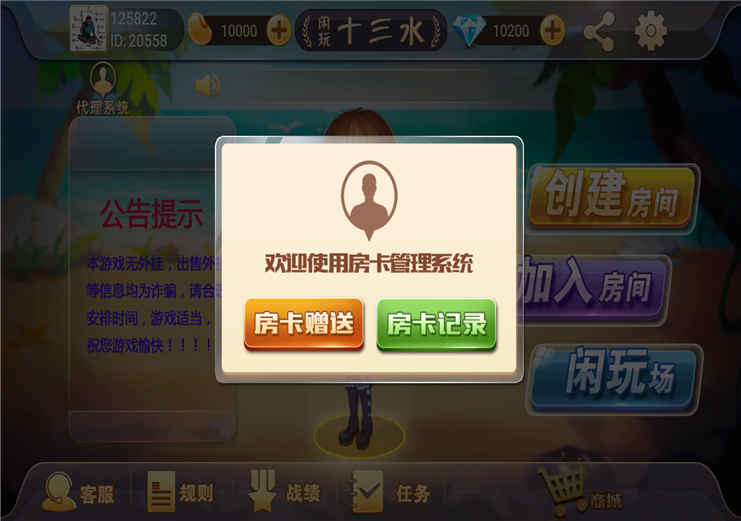 125822
ID:20558
10000
闲玩
十三水
10200
代理系统
公告提示
本游戏无外挂，出售外挂
等信息均为诈骗，请合理
安排时间，游戏适当，
祝您游戏愉快！！！！
欢迎使用房卡管理系统
房卡赠送
房卡记录
创建房间
加入房间
闲玩场
客服
规则
战绩
任务
商城